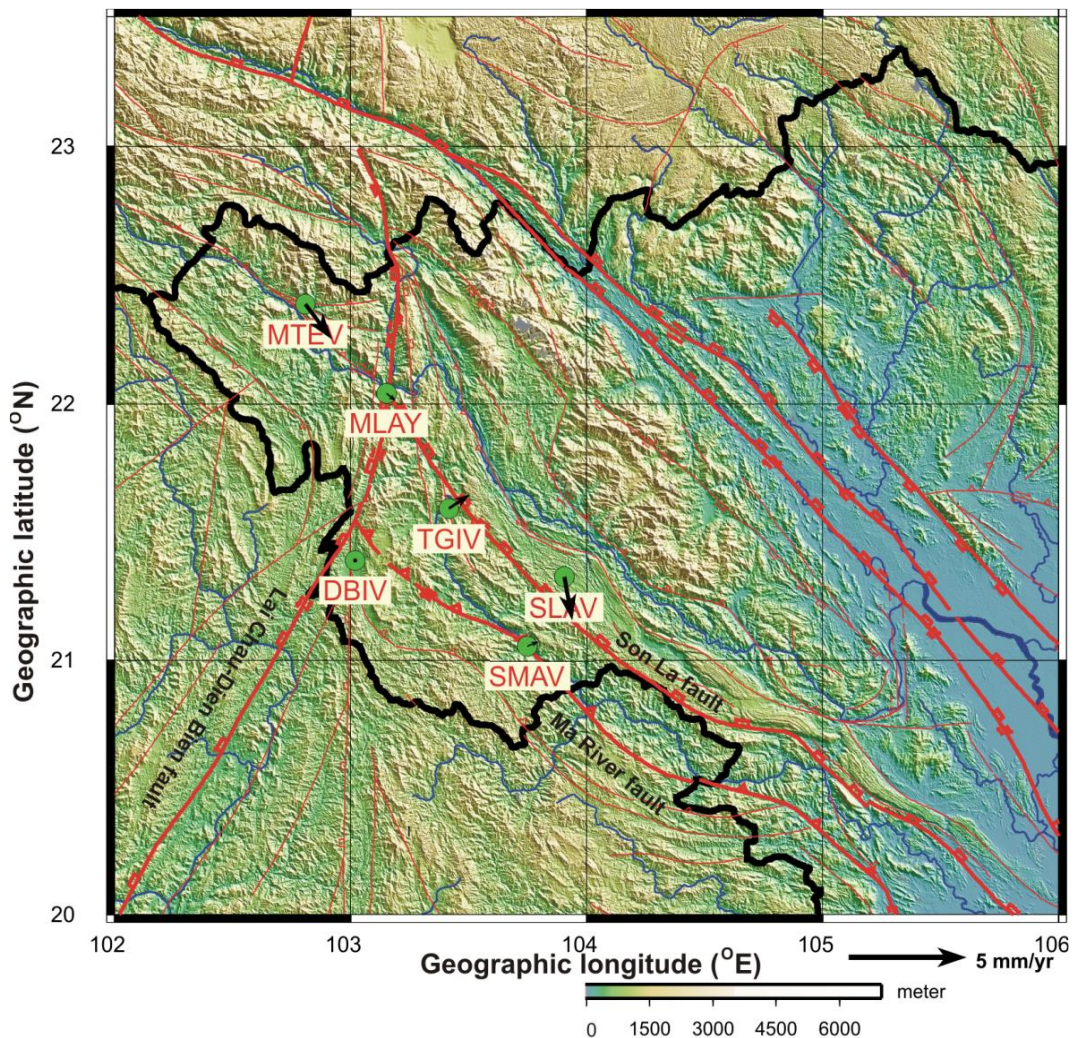 23
22
21
20
Geographic latitude (°N)
MTEV
MLAY
TGIV
DBIV
SLAV
SMAV
Son La fault
Ma River fault
Lai Chau-Dien Bien fault
102
103
104
105
106
Geographic longitude (°E)
5 mm/yr
meter
0
1500
3000
4500
6000